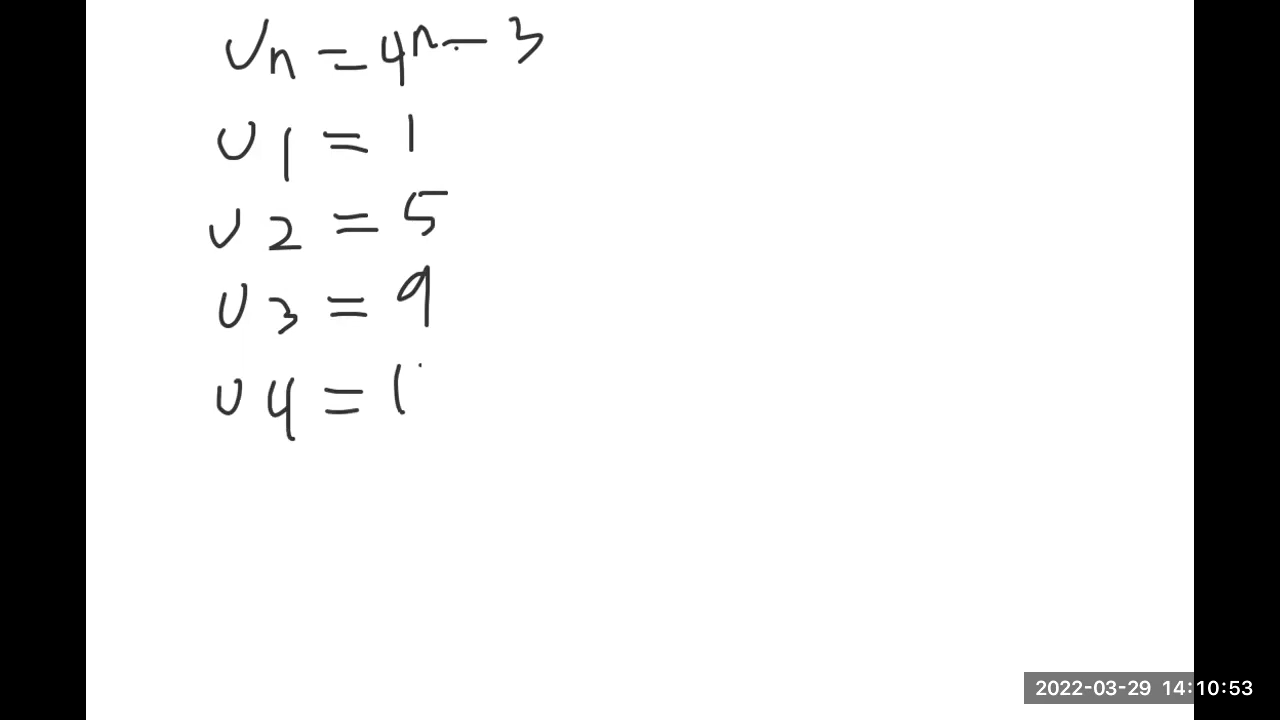 Un = 4n - 3
U1 = 1
U2 = 5
U3 = 9
U4 = 1
2022-03-29 14:10:53